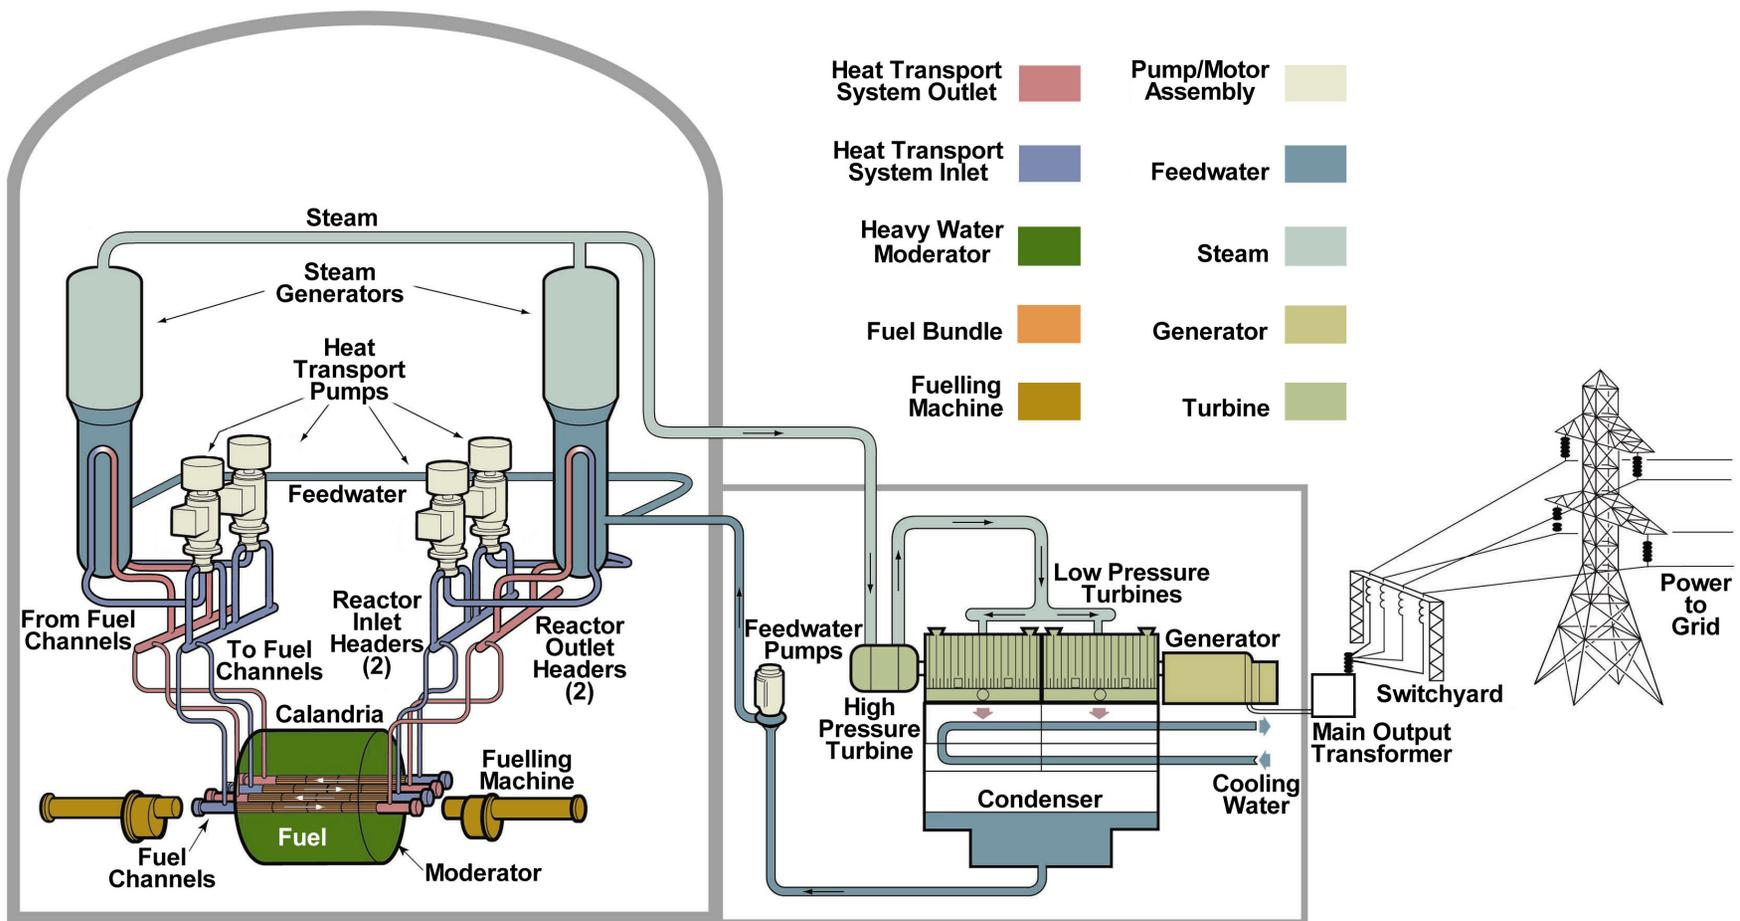 Heat Transport
System Outlet
Pump/Motor
Assembly
Heat Transport
System Inlet
Feedwater
Heavy Water
Moderator
Steam
Fuel Bundle
Generator
Fuelling
Machine
Turbine
Steam
Steam
Generators
Heat
Transport
Pumps
Feedwater
From Fuel
Channels
To Fuel
Channels
Reactor
Inlet
Headers
(2)
Reactor
Outlet
Headers
(2)
Calandria
Fuelling
Machine
Fuel
Fuel
Channels
Moderator
Feedwater
Pumps
High
Pressure
Turbine
Low Pressure
Turbines
Generator
Condenser
Cooling
Water
Main Output
Transformer
Switchyard
Power
to
Grid